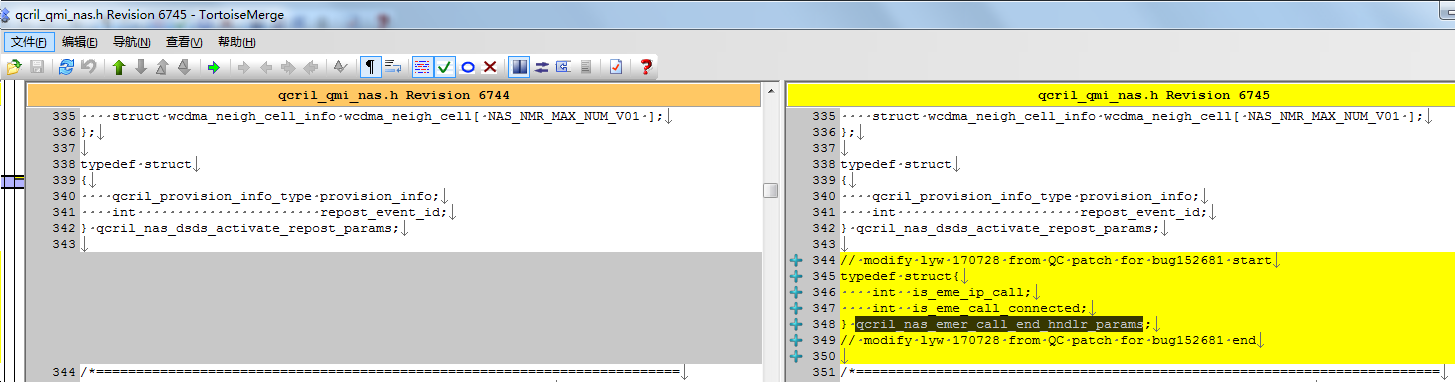 qcril_qmi_nas.h Revision 6745 - TortoiseMerge
文件(F) 编辑(E) 导航(N) 查看(V) 帮助(H)
qcril_qmi_nas.h Revision 6744
335 ····struct·wcdma_neigh_cell_info·wcdma_neigh_cell[·NAS_NMR_MAX_NUM_V01·];↓
336 };↓
337 ↓
338 typedef·struct↓
339 {↓
340 ····qcril_provision_info_type·provision_info;↓
341 ····int·······················repost_event_id;↓
342 }·qcril_nas_dsds_activate_repost_params;↓
343 ↓
344 /*=========================================================================↓
qcril_qmi_nas.h Revision 6745
335 ····struct·wcdma_neigh_cell_info·wcdma_neigh_cell[·NAS_NMR_MAX_NUM_V01·];↓
336 };↓
337 ↓
338 typedef·struct↓
339 {↓
340 ····qcril_provision_info_type·provision_info;↓
341 ····int·······················repost_event_id;↓
342 }·qcril_nas_dsds_activate_repost_params;↓
343 ↓
344 //·modify·lyw·170728·from·QC·patch·for·bug152681·start↓
345 typedef·struct{↓
346 ····int··is_eme_ip_call;↓
347 ····int··is_eme_call_connected;↓
348 }·qcril_nas_emer_call_end_hndlr_params;↓
349 //·modify·lyw·170728·from·QC·patch·for·bug152681·end↓
350 ↓
351 /*=========================================================================↓